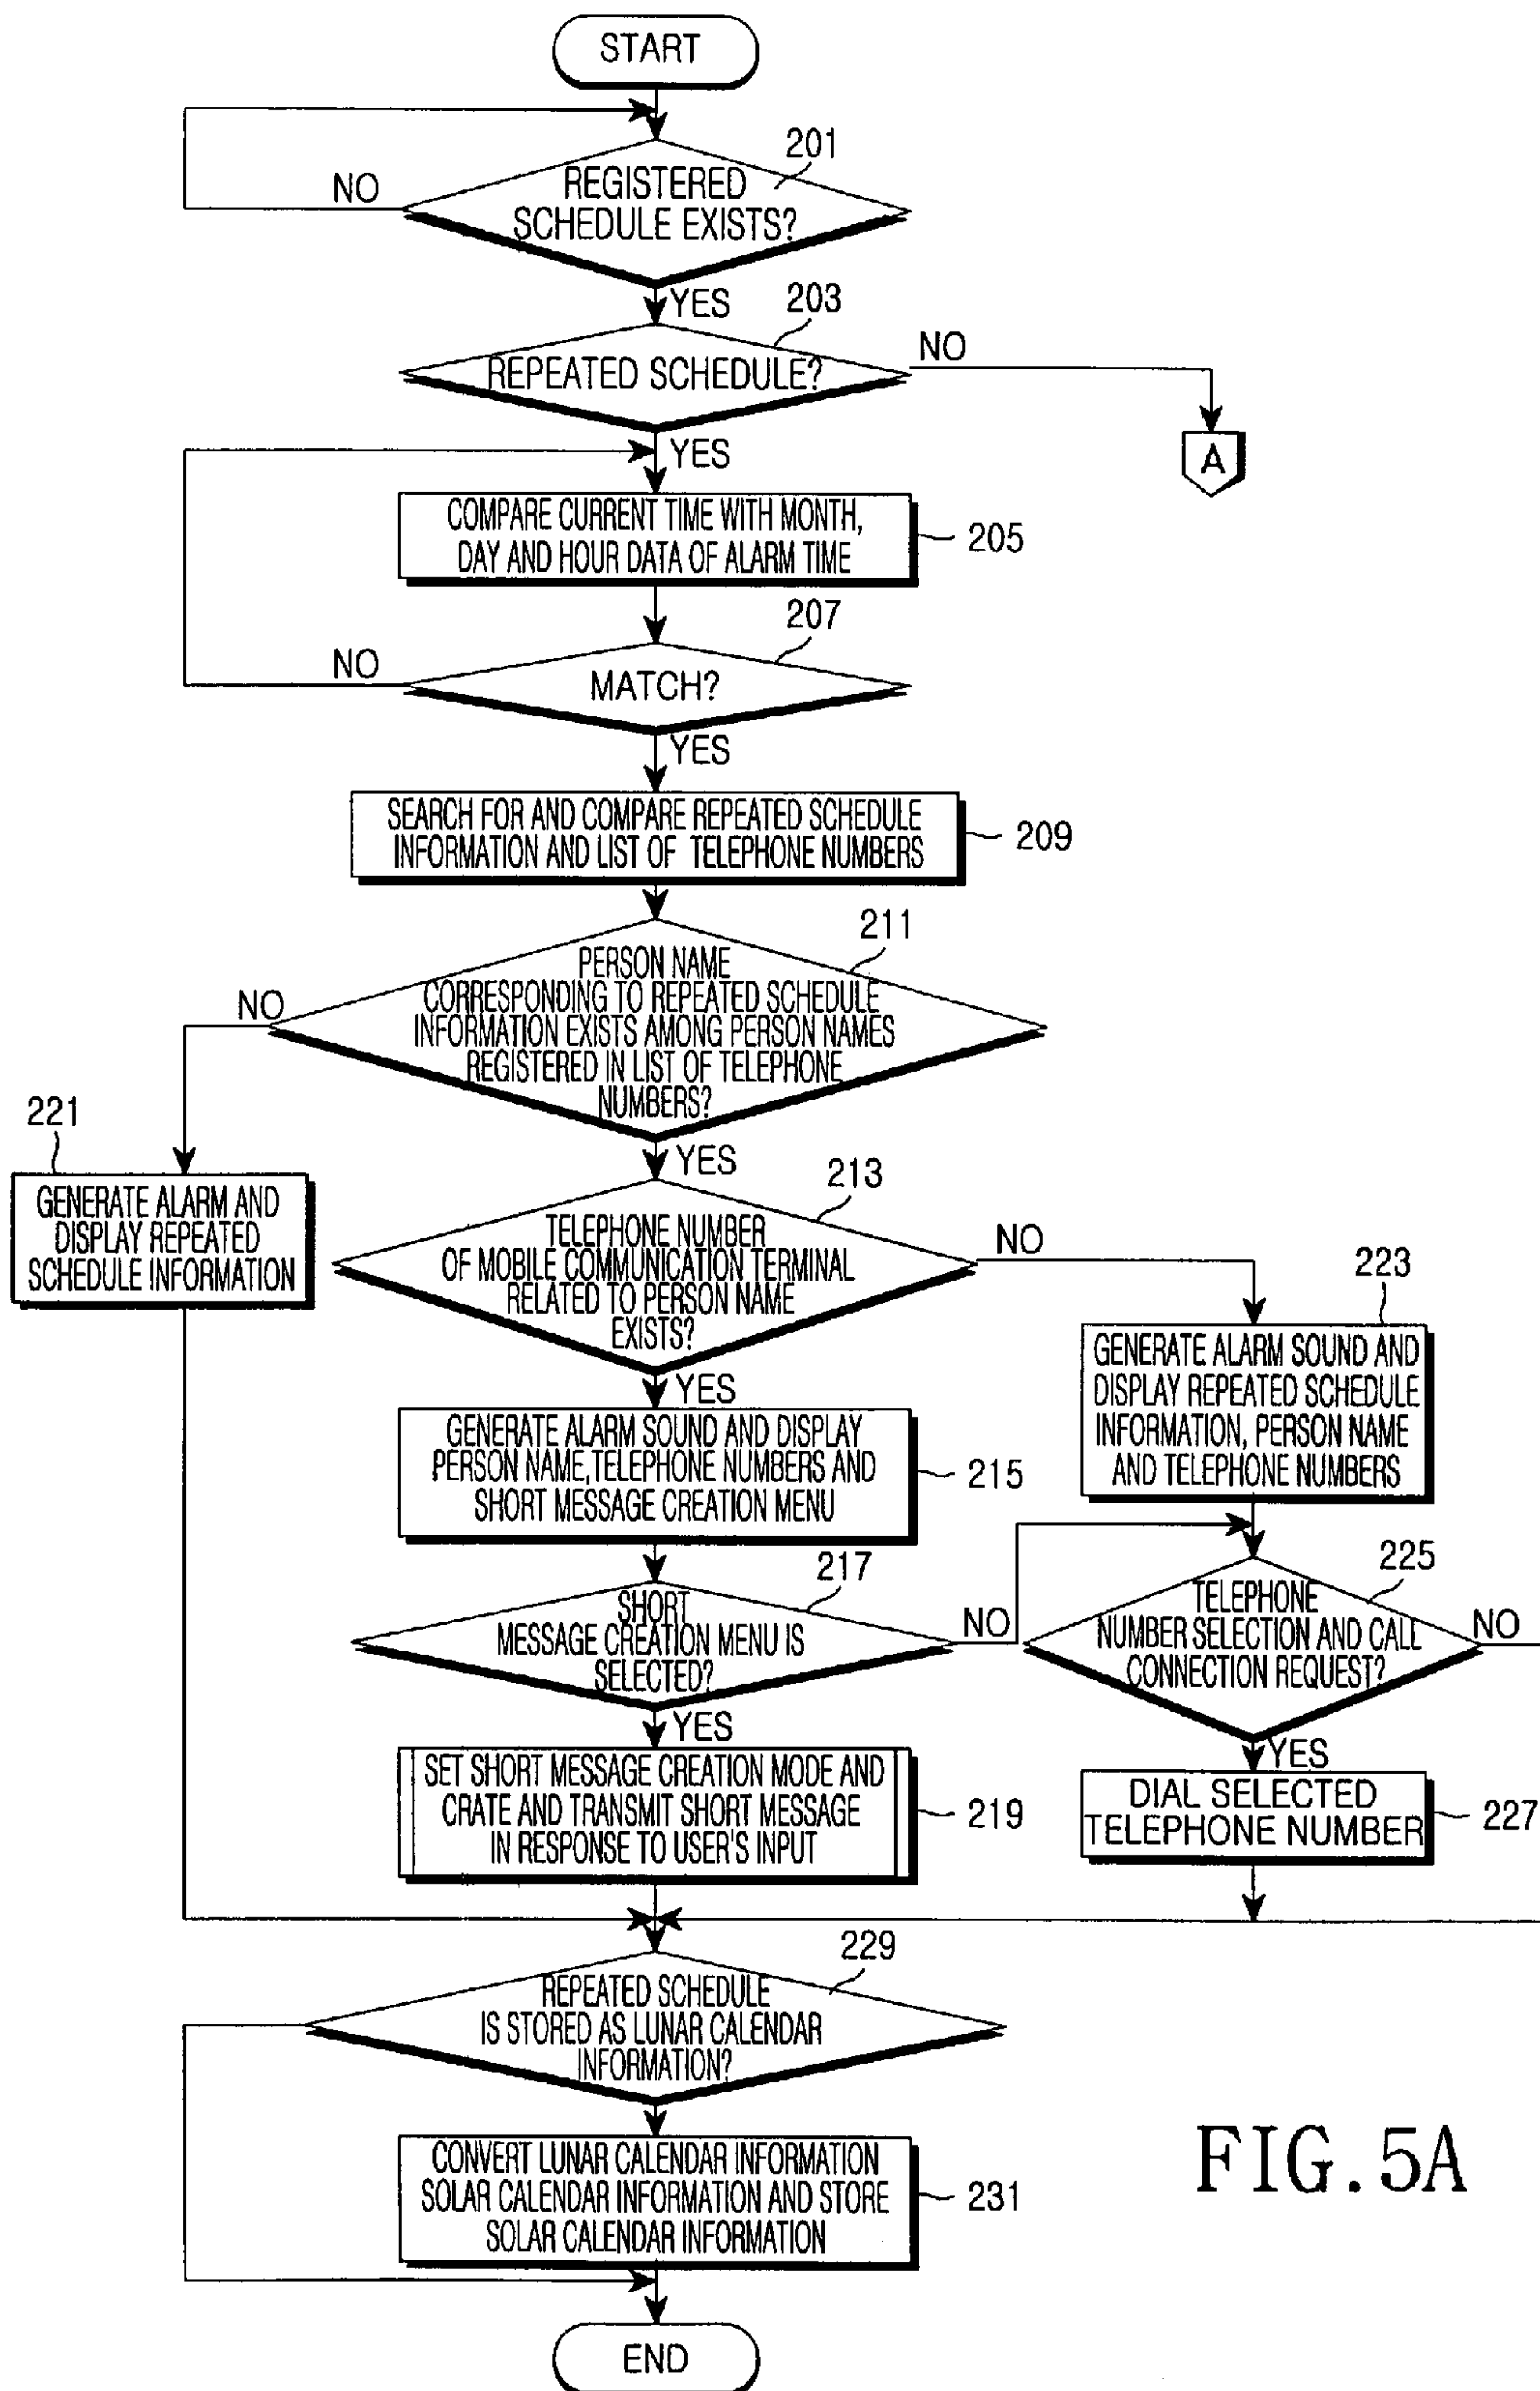 START
201
REGISTERED
SCHEDULE EXISTS?
NO
YES
203
REPEATED SCHEDULE?
NO
A
YES
COMPARE CURRENT TIME WITH MONTH,
DAY AND HOUR DATA OF ALARM TIME
205
207
MATCH?
NO
YES
SEARCH FOR AND COMPARE REPEATED SCHEDULE
INFORMATION AND LIST OF TELEPHONE NUMBERS
209
211
PERSON NAME
CORRESPONDING TO REPEATED SCHEDULE
INFORMATION EXISTS AMONG PERSON NAMES
REGISTERED IN LIST OF TELEPHONE
NUMBERS?
NO
221
GENERATE ALARM AND
DISPLAY REPEATED
SCHEDULE INFORMATION
YES
213
TELEPHONE NUMBER
OF MOBILE COMMUNICATION TERMINAL
RELATED TO PERSON NAME
EXISTS?
NO
223
GENERATE ALARM SOUND AND
DISPLAY REPEATED SCHEDULE
INFORMATION, PERSON NAME
AND TELEPHONE NUMBERS
YES
GENERATE ALARM SOUND AND DISPLAY
PERSON NAME, TELEPHONE NUMBERS AND
SHORT MESSAGE CREATION MENU
215
217
SHORT
MESSAGE CREATION MENU IS
SELECTED?
NO
225
TELEPHONE
NUMBER SELECTION AND CALL
CONNECTION REQUEST?
NO
YES
SET SHORT MESSAGE CREATION MODE AND
CRATE AND TRANSMIT SHORT MESSAGE
IN RESPONSE TO USER'S INPUT
219
YES
DIAL SELECTED
TELEPHONE NUMBER
227
229
REPEATED SCHEDULE
IS STORED AS LUNAR CALENDAR
INFORMATION?
CONVERT LUNAR CALENDAR INFORMATION
SOLAR CALENDAR INFORMATION AND STORE
SOLAR CALENDAR INFORMATION
231
END
FIG. 5A